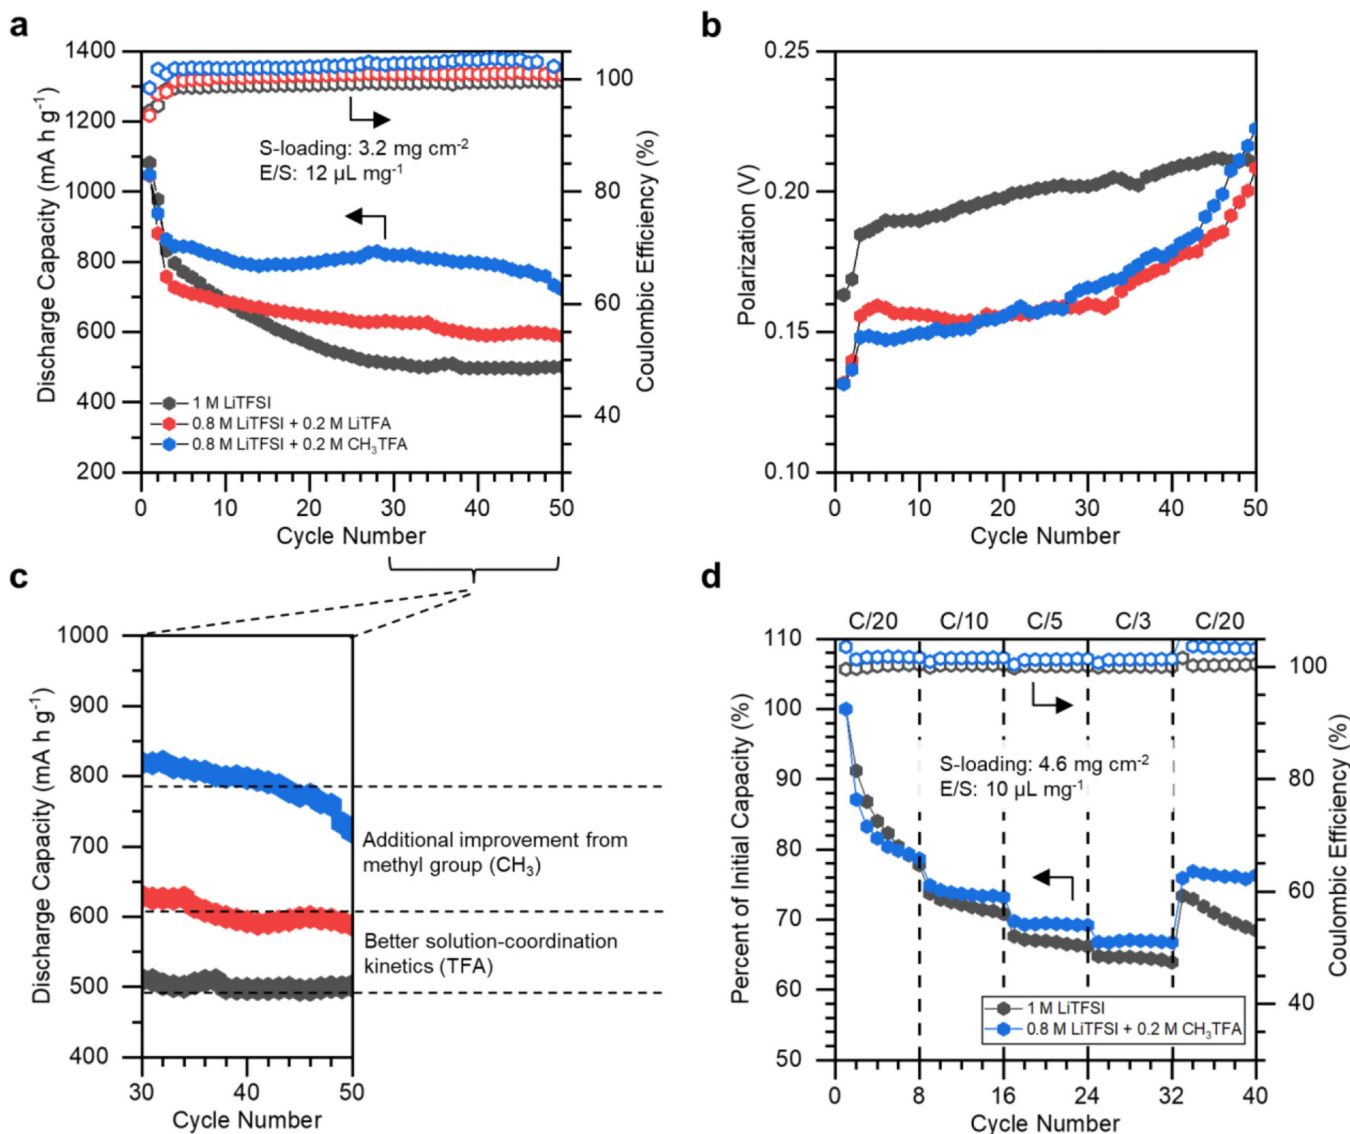 a
1400
1200
1000
800
600
400
200
0
10
20
30
40
50
100
80
60
40
Discharge Capacity (mA h g⁻¹)
Coulombic Efficiency (%)
Cycle Number
S-loading: 3.2 mg cm⁻²
E/S: 12 µL mg⁻¹
1 M LiTFSI
0.8 M LiTFSI + 0.2 M LiTFA
0.8 M LiTFSI + 0.2 M CH₃TFA
b
0.25
0.20
0.15
0.10
0
10
20
30
40
50
Polarization (V)
Cycle Number
c
1000
900
800
700
600
500
400
30
40
50
Discharge Capacity (mA h g⁻¹)
Cycle Number
Additional improvement from
methyl group (CH₃)
Better solution-coordination
kinetics (TFA)
d
C/20
C/10
C/5
C/3
C/20
110
100
90
80
70
60
50
0
8
16
24
32
40
100
80
60
40
Percent of Initial Capacity (%)
Coulombic Efficiency (%)
Cycle Number
S-loading: 4.6 mg cm⁻²
E/S: 10 µL mg⁻¹
1 M LiTFSI
0.8 M LiTFSI + 0.2 M CH₃TFA